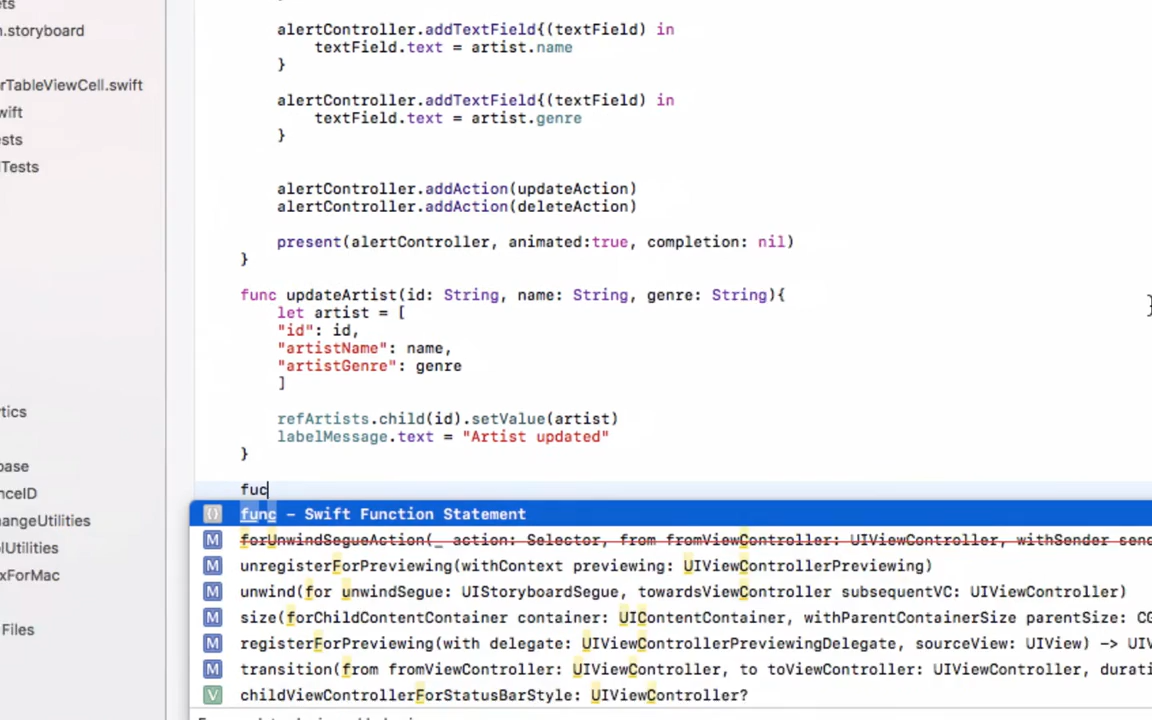 ets
n.storyboard
rTableViewCell.swift
wift
ests
lTests
tics
base
nceID
angeUtilities
lUtilities
xForMac
Files
alertController.addTextField{(textField) in
textField.text = artist.name
}
alertController.addTextField{(textField) in
textField.text = artist.genre
}
alertController.addAction(updateAction)
alertController.addAction(deleteAction)
present(alertController, animated:true, completion: nil)
}
func updateArtist(id: String, name: String, genre: String){
let artist = [
"id": id,
"artistName": name,
"artistGenre": genre
]
refArtists.child(id).setValue(artist)
labelMessage.text = "Artist updated"
}
fuc
{} func – Swift Function Statement
M forUnwindSegueAction(_ action: Selector, from fromViewController: UIViewController, withSender send
M unregisterForPreviewing(withContext previewing: UIViewControllerPreviewing)
M unwind(for unwindSegue: UIStoryboardSegue, towardsViewController subsequentVC: UIViewController)
M size(forChildContentContainer container: UIContentContainer, withParentContainerSize parentSize: CG
M registerForPreviewing(with delegate: UIViewControllerPreviewingDelegate, sourceView: UIView) -> UIV
M transition(from fromViewController: UIViewController, to toViewController: UIViewController, durati
V childViewControllerForStatusBarStyle: UIViewController?